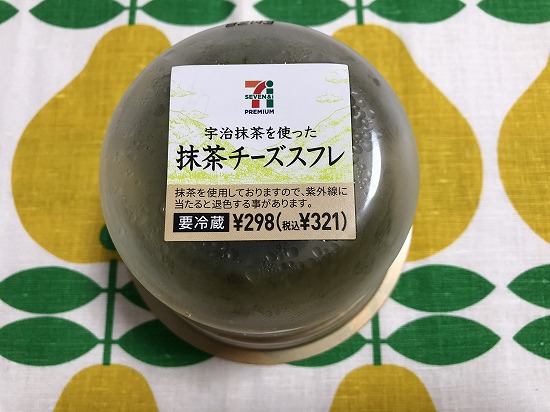 SEVEN&i
PREMIUM
宇治抹茶を使った
抹茶チーズスフレ
抹茶を使用しておりますので、紫外線に
当たると退色する事があります。
要冷蔵 ¥298(税込¥321)